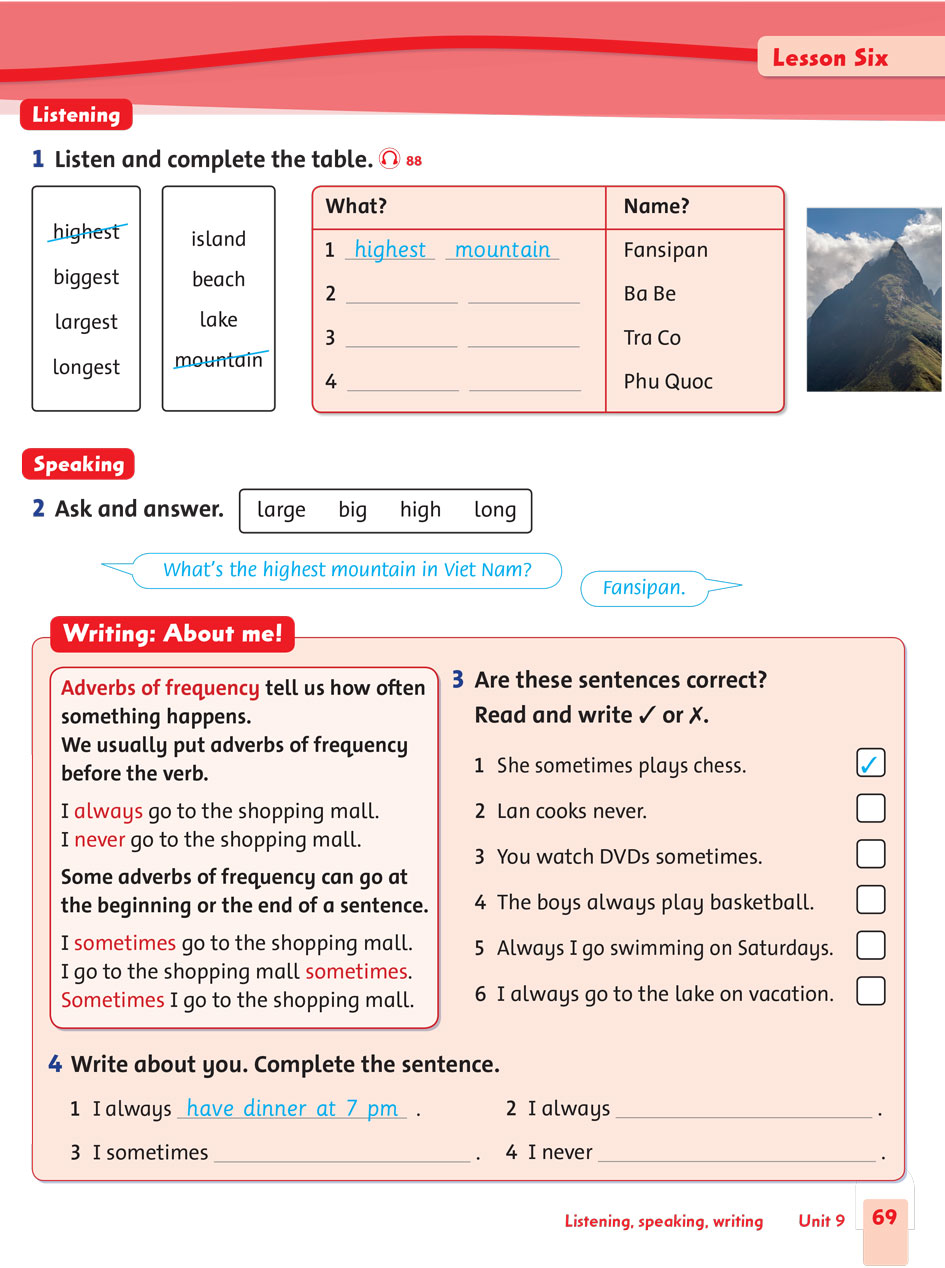 Lesson Six
Listening
1 Listen and complete the table. 88
highest
biggest
largest
longest
island
beach
lake
mountain
What? Name?
1 highest mountain Fansipan
2 ____________ ____________ Ba Be
3 ____________ ____________ Tra Co
4 ____________ ____________ Phu Quoc
Speaking
2 Ask and answer. large big high long
What's the highest mountain in Viet Nam?
Fansipan.
Writing: About me!
Adverbs of frequency tell us how often
something happens.
We usually put adverbs of frequency
before the verb.
I always go to the shopping mall.
I never go to the shopping mall.
Some adverbs of frequency can go at
the beginning or the end of a sentence.
I sometimes go to the shopping mall.
I go to the shopping mall sometimes.
Sometimes I go to the shopping mall.
3 Are these sentences correct?
Read and write ✓ or ✗.
1 She sometimes plays chess. ✓
2 Lan cooks never.
3 You watch DVDs sometimes.
4 The boys always play basketball.
5 Always I go swimming on Saturdays.
6 I always go to the lake on vacation.
4 Write about you. Complete the sentence.
1 I always have dinner at 7 pm .
2 I always ____________ .
3 I sometimes ____________ .
4 I never ____________ .
Listening, speaking, writing Unit 9 69